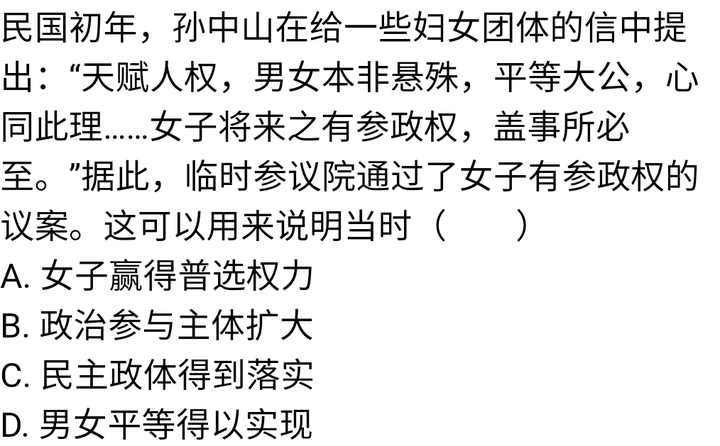 民国初年，孙中山在给一些妇女团体的信中提
出：“天赋人权，男女本非悬殊，平等大公，心
同此理……女子将来之有参政权，盖事所必
至。”据此，临时参议院通过了女子有参政权的
议案。这可以用来说明当时（　　）
A. 女子赢得普选权力
B. 政治参与主体扩大
C. 民主政体得到落实
D. 男女平等得以实现